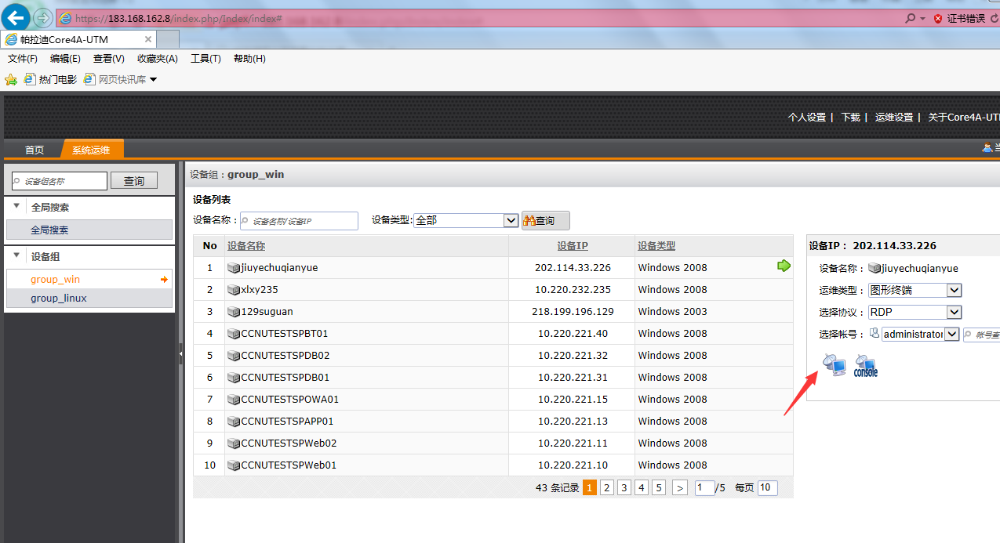 https://183.168.162.8/index.php/Index/index#
证书错误
帕拉迪Core4A-UTM
文件(F) 编辑(E) 查看(V) 收藏夹(A) 工具(T) 帮助(H)
热门电影 网页快讯库
个人设置 | 下载 | 运维设置 | 关于Core4A-UT
首页 系统运维
设备组名称 查询
全局搜索
全局搜索
设备组
group_win
group_linux
设备组：group_win
设备列表
设备名称： 设备名称/设备IP 设备类型: 全部 查询
No 设备名称 设备IP 设备类型
1 jiuyechuqianyue 202.114.33.226 Windows 2008
2 xlxy235 10.220.232.235 Windows 2008
3 129suguan 218.199.196.129 Windows 2003
4 CCNUTESTSPBT01 10.220.221.40 Windows 2008
5 CCNUTESTSPDB02 10.220.221.32 Windows 2008
6 CCNUTESTSPDB01 10.220.221.31 Windows 2008
7 CCNUTESTSPOWA01 10.220.221.15 Windows 2008
8 CCNUTESTSPAPP01 10.220.221.13 Windows 2008
9 CCNUTESTSPWeb02 10.220.221.11 Windows 2008
10 CCNUTESTSPWeb01 10.220.221.10 Windows 2008
43 条记录 1 2 3 4 5 > 1 /5 每页 10
设备IP： 202.114.33.226
设备名称： jiuyechuqianyue
运维类型： 图形终端
选择协议： RDP
选择帐号： administrator 帐号查
console